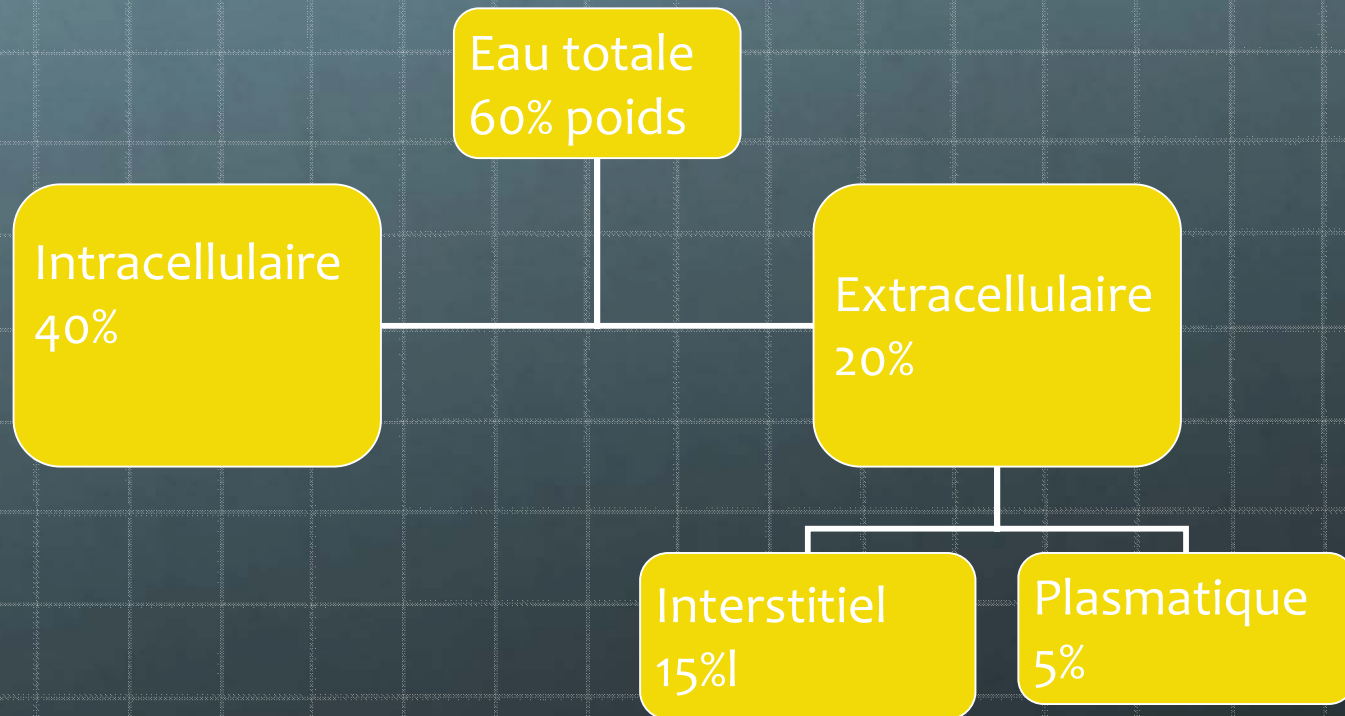 Eau totale
60% poids
Intracellulaire
40%
Extracellulaire
20%
Interstitiel
15%l
Plasmatique
5%